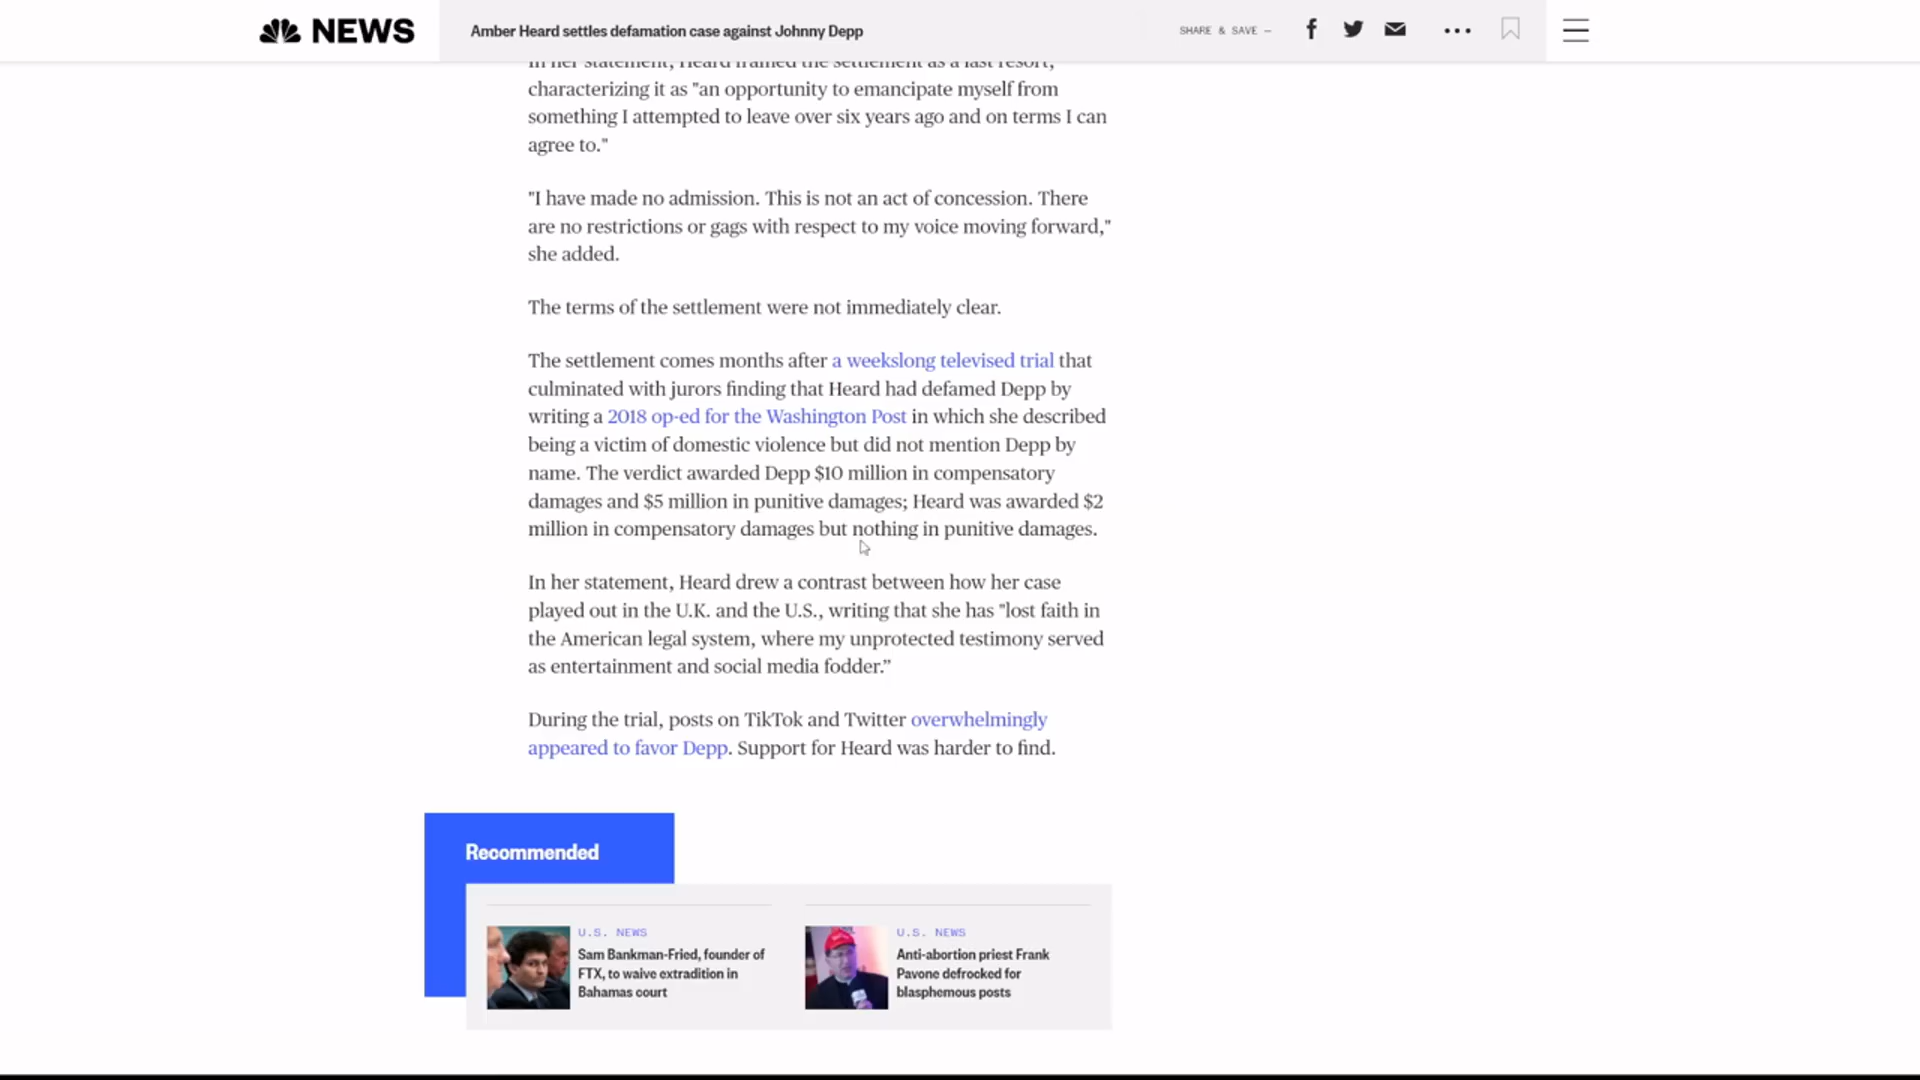 NEWS
Amber Heard settles defamation case against Johnny Depp
SHARE & SAVE —
In her statement, Heard framed the settlement as a last resort,
characterizing it as "an opportunity to emancipate myself from
something I attempted to leave over six years ago and on terms I can
agree to."
"I have made no admission. This is not an act of concession. There
are no restrictions or gags with respect to my voice moving forward,"
she added.
The terms of the settlement were not immediately clear.
The settlement comes months after a weekslong televised trial that
culminated with jurors finding that Heard had defamed Depp by
writing a 2018 op-ed for the Washington Post in which she described
being a victim of domestic violence but did not mention Depp by
name. The verdict awarded Depp $10 million in compensatory
damages and $5 million in punitive damages; Heard was awarded $2
million in compensatory damages but nothing in punitive damages.
In her statement, Heard drew a contrast between how her case
played out in the U.K. and the U.S., writing that she has "lost faith in
the American legal system, where my unprotected testimony served
as entertainment and social media fodder.”
During the trial, posts on TikTok and Twitter overwhelmingly
appeared to favor Depp. Support for Heard was harder to find.
Recommended
U.S. NEWS
Sam Bankman-Fried, founder of
FTX, to waive extradition in
Bahamas court
U.S. NEWS
Anti-abortion priest Frank
Pavone defrocked for
blasphemous posts